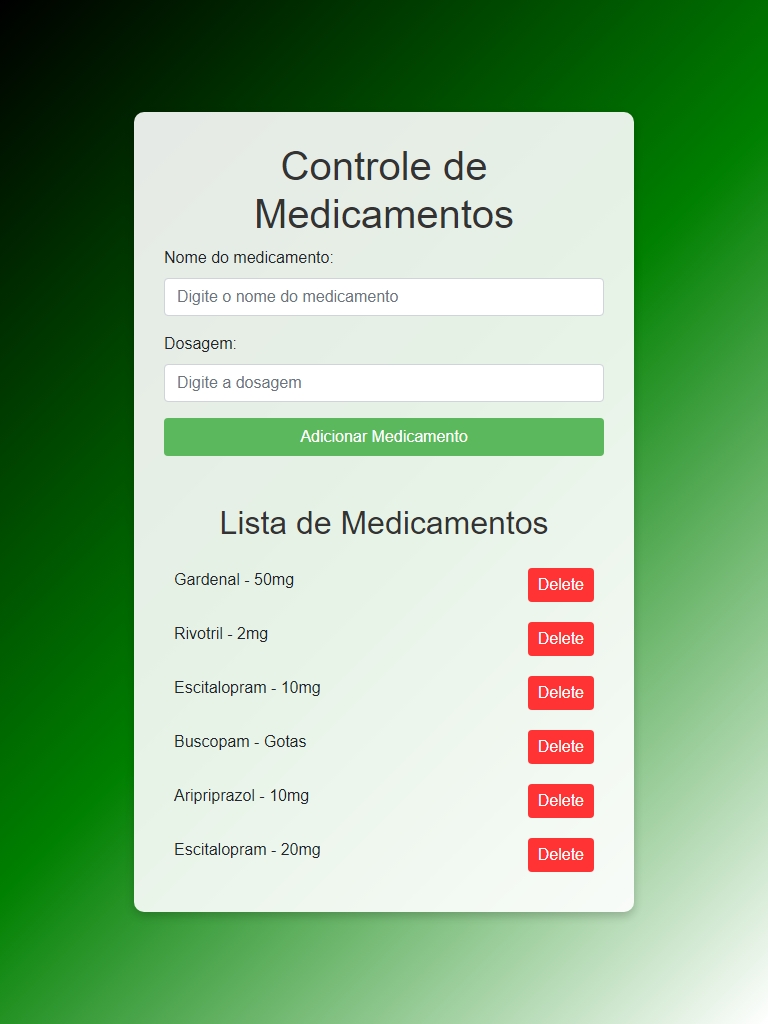 Controle de
Medicamentos
Nome do medicamento:
Digite o nome do medicamento
Dosagem:
Digite a dosagem
Adicionar Medicamento
Lista de Medicamentos
Gardenal - 50mg Delete
Rivotril - 2mg Delete
Escitalopram - 10mg Delete
Buscopam - Gotas Delete
Aripriprazol - 10mg Delete
Escitalopram - 20mg Delete